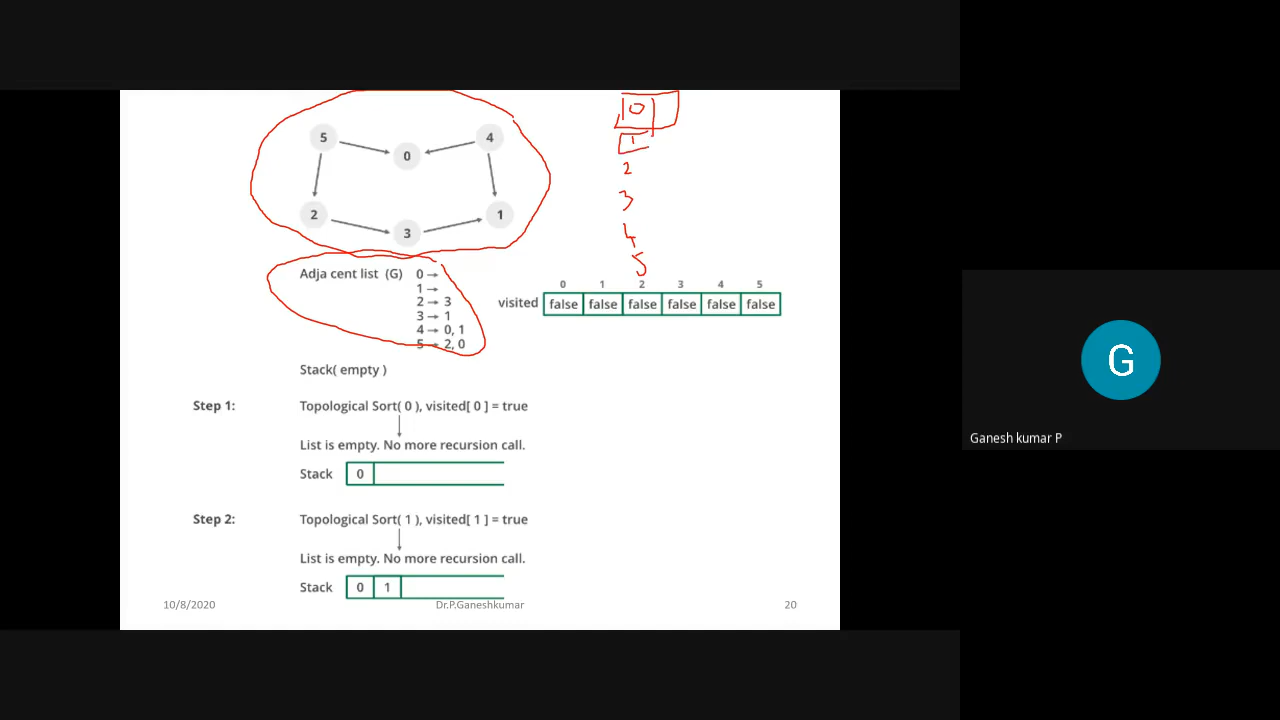 5 4
0
2 1
3
0
1
2
3
4
5
Adja cent list (G) 0 →
1 →
2 → 3
3 → 1
4 → 0, 1
5 → 2, 0
0 1 2 3 4 5
visited false false false false false false
Stack( empty )
Step 1: Topological Sort( 0 ), visited[ 0 ] = true
List is empty. No more recursion call.
Stack 0
Step 2: Topological Sort( 1 ), visited[ 1 ] = true
List is empty. No more recursion call.
Stack 0 1
10/8/2020 Dr.P.Ganeshkumar 20
G
Ganesh kumar P